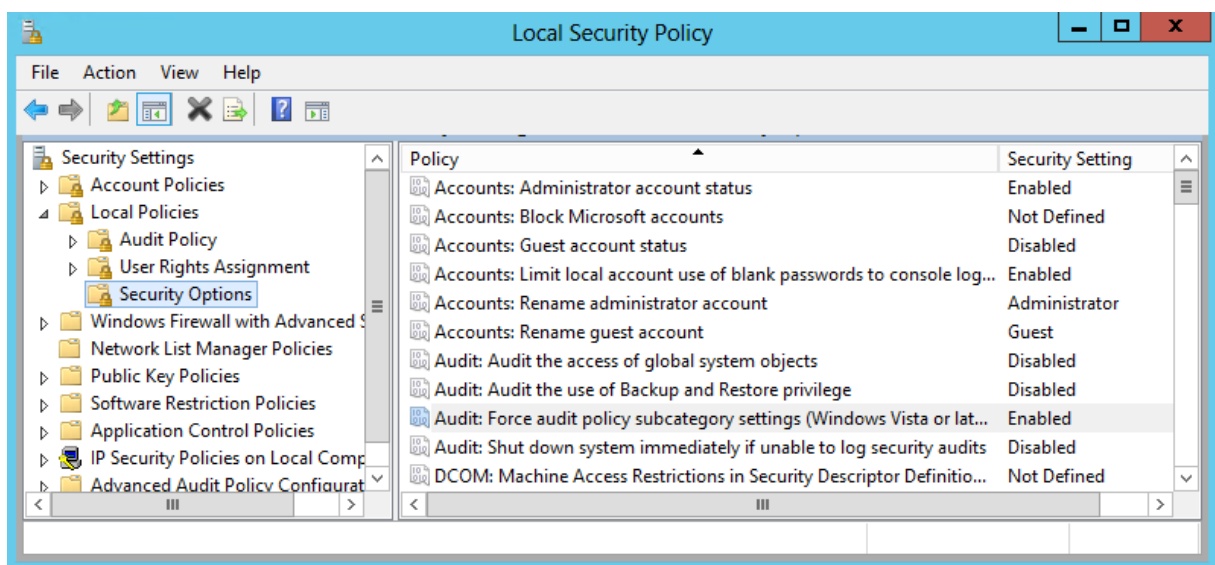 Local Security Policy
File Action View Help
Security Settings
Account Policies
Local Policies
Audit Policy
User Rights Assignment
Security Options
Windows Firewall with Advanced S
Network List Manager Policies
Public Key Policies
Software Restriction Policies
Application Control Policies
IP Security Policies on Local Comp
Advanced Audit Policy Configurat
Policy Security Setting
Accounts: Administrator account status Enabled
Accounts: Block Microsoft accounts Not Defined
Accounts: Guest account status Disabled
Accounts: Limit local account use of blank passwords to console log... Enabled
Accounts: Rename administrator account Administrator
Accounts: Rename guest account Guest
Audit: Audit the access of global system objects Disabled
Audit: Audit the use of Backup and Restore privilege Disabled
Audit: Force audit policy subcategory settings (Windows Vista or lat... Enabled
Audit: Shut down system immediately if unable to log security audits Disabled
DCOM: Machine Access Restrictions in Security Descriptor Definitio... Not Defined